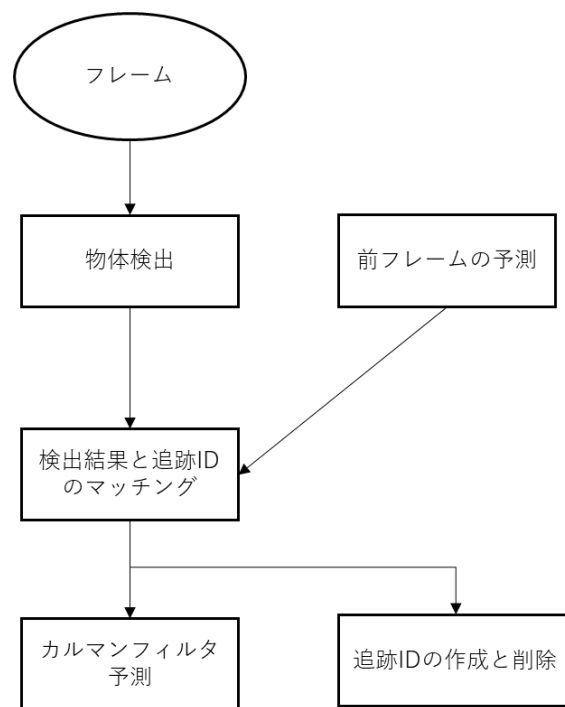 フレーム
物体検出
前フレームの予測
検出結果と追跡ID
のマッチング
カルマンフィルタ
予測
追跡IDの作成と削除